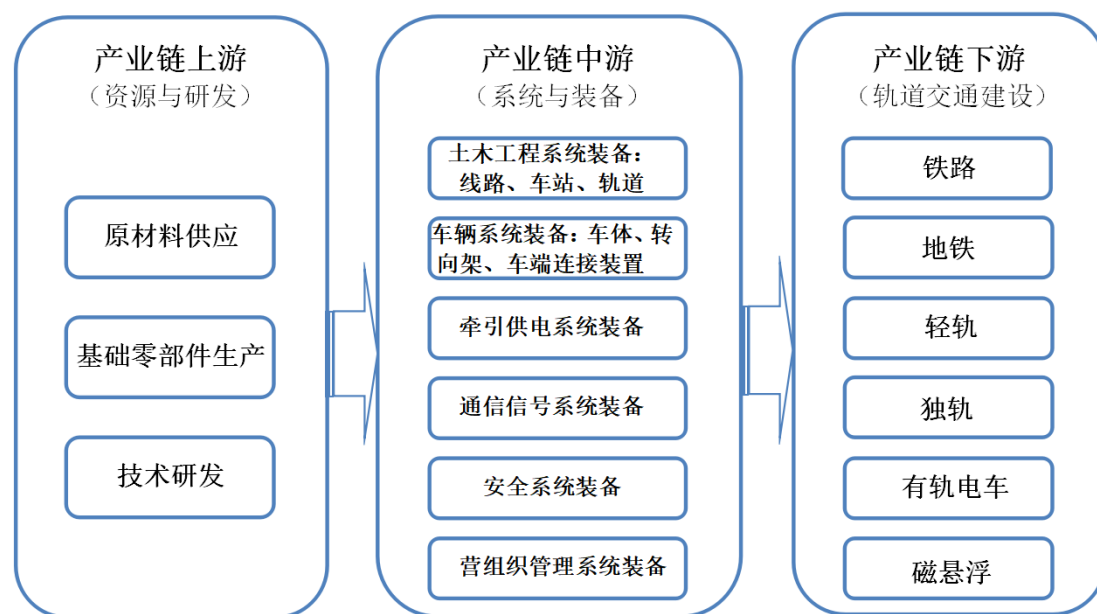 产业链上游
（资源与研发）
原材料供应
基础零部件生产
技术研发
产业链中游
（系统与装备）
土木工程系统装备：
线路、车站、轨道
车辆系统装备：车体、转
向架、车端连接装置
牵引供电系统装备
通信信号系统装备
安全系统装备
营组织管理系统装备
产业链下游
（轨道交通建设）
铁路
地铁
轻轨
独轨
有轨电车
磁悬浮